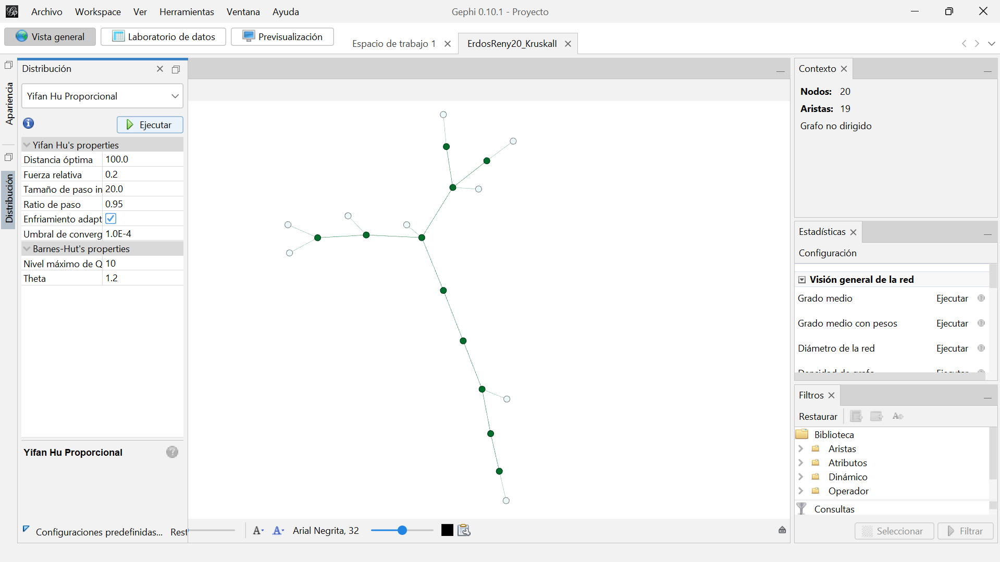 Archivo Workspace Ver Herramientas Ventana Ayuda
Gephi 0.10.1 - Proyecto
Vista general Laboratorio de datos Previsualización
Espacio de trabajo 1 ErdosReny20_Kruskall
Apariencia
Distribución
Distribución
Yifan Hu Proporcional
Ejecutar
Yifan Hu's properties
Distancia óptima 100.0
Fuerza relativa 0.2
Tamaño de paso in 20.0
Ratio de paso 0.95
Enfriamiento adapt
Umbral de converg 1.0E-4
Barnes-Hut's properties
Nivel máximo de Q 10
Theta 1.2
Yifan Hu Proporcional
Configuraciones predefinidas... Rest
A A Arial Negrita, 32
Contexto
Nodos: 20
Aristas: 19
Grafo no dirigido
Estadísticas
Configuración
Visión general de la red
Grado medio Ejecutar
Grado medio con pesos Ejecutar
Diámetro de la red Ejecutar
Densidad de grafo Ejecutar
Filtros
Restaurar
Biblioteca
Aristas
Atributos
Dinámico
Operador
Consultas
Seleccionar Filtrar